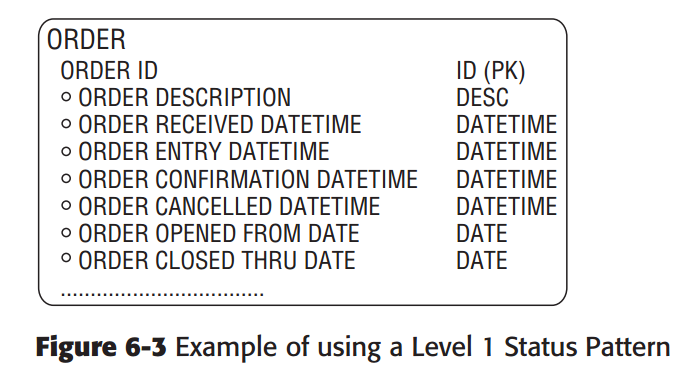 ORDER
ORDER ID ID (PK)
ORDER DESCRIPTION DESC
ORDER RECEIVED DATETIME DATETIME
ORDER ENTRY DATETIME DATETIME
ORDER CONFIRMATION DATETIME DATETIME
ORDER CANCELLED DATETIME DATETIME
ORDER OPENED FROM DATE DATE
ORDER CLOSED THRU DATE DATE
..................................
Figure 6-3 Example of using a Level 1 Status Pattern